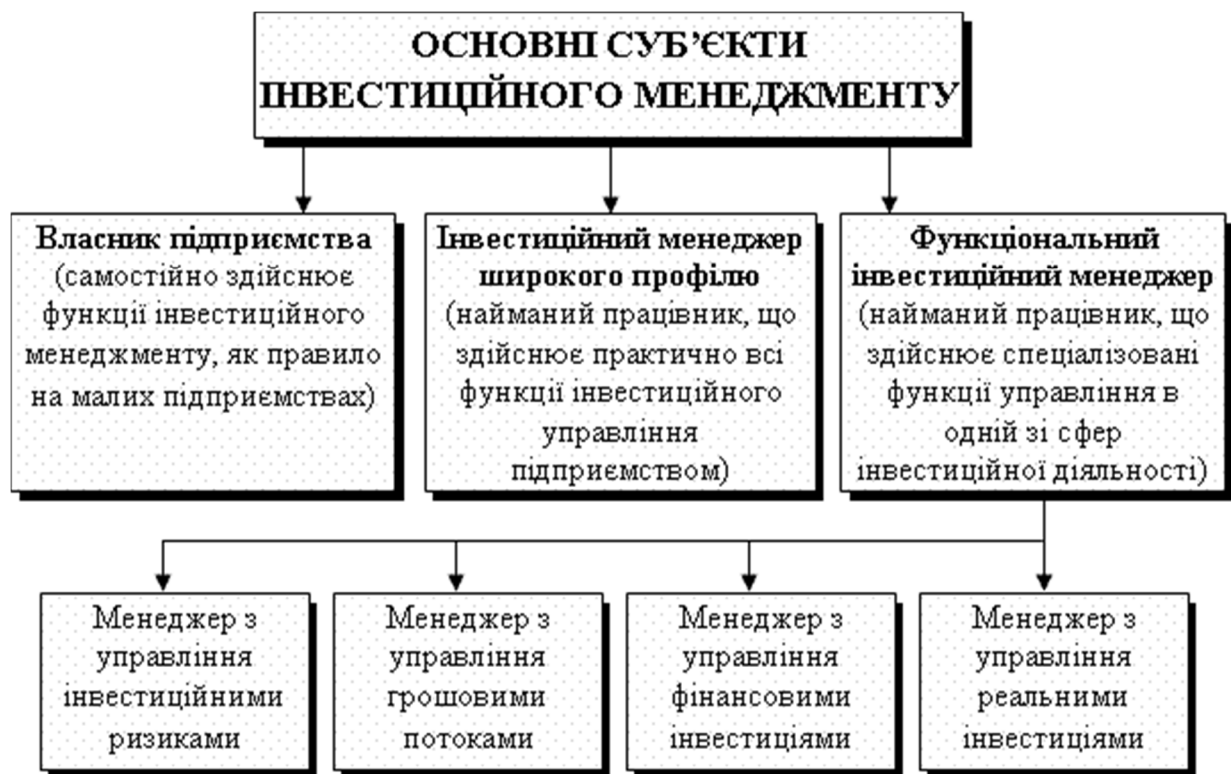 ОСНОВНІ СУБ’ЄКТИ
ІНВЕСТИЦІЙНОГО МЕНЕДЖМЕНТУ
Власник підприємства
(самостійно здійснює
функції інвестиційного
менеджменту, як правило
на малих підприємствах)
Інвестиційний менеджер
широкого профілю
(найманий працівник, що
здійснює практично всі
функції інвестиційного
управління
підприємством)
Функціональний
інвестиційний менеджер
(найманий працівник, що
здійснює спеціалізовані
функції управління в
одній зі сфер
інвестиційної діяльності)
Менеджер з
управління
інвестиційними
ризиками
Менеджер з
управління
грошовими
потоками
Менеджер з
управління
фінансовими
інвестиціями
Менеджер з
управління
реальними
інвестиціями